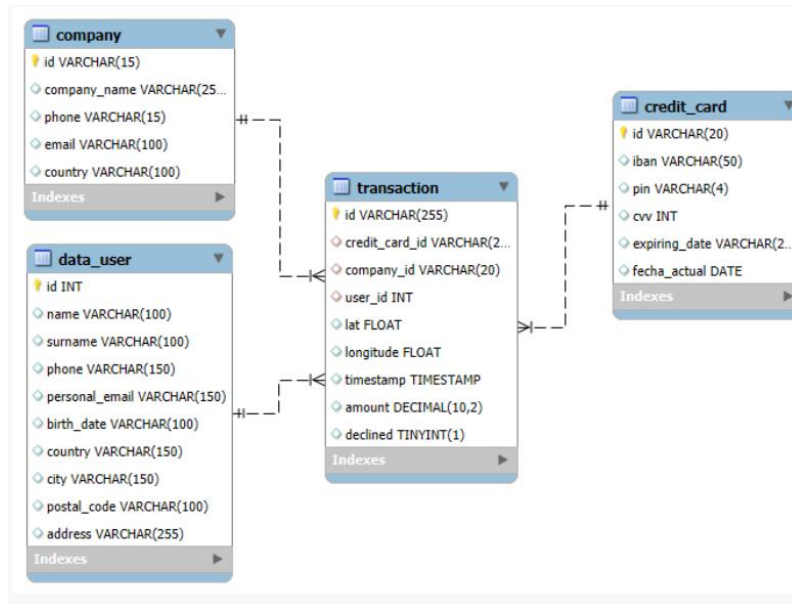 company
id VARCHAR(15)
company_name VARCHAR(25...
phone VARCHAR(15)
email VARCHAR(100)
country VARCHAR(100)
Indexes
data_user
id INT
name VARCHAR(100)
surname VARCHAR(100)
phone VARCHAR(150)
personal_email VARCHAR(150)
birth_date VARCHAR(100)
country VARCHAR(150)
city VARCHAR(150)
postal_code VARCHAR(100)
address VARCHAR(255)
Indexes
transaction
id VARCHAR(255)
credit_card_id VARCHAR(2...
company_id VARCHAR(20)
user_id INT
lat FLOAT
longitude FLOAT
timestamp TIMESTAMP
amount DECIMAL(10,2)
declined TINYINT(1)
Indexes
credit_card
id VARCHAR(20)
iban VARCHAR(50)
pin VARCHAR(4)
cvv INT
expiring_date VARCHAR(2...
fecha_actual DATE
Indexes